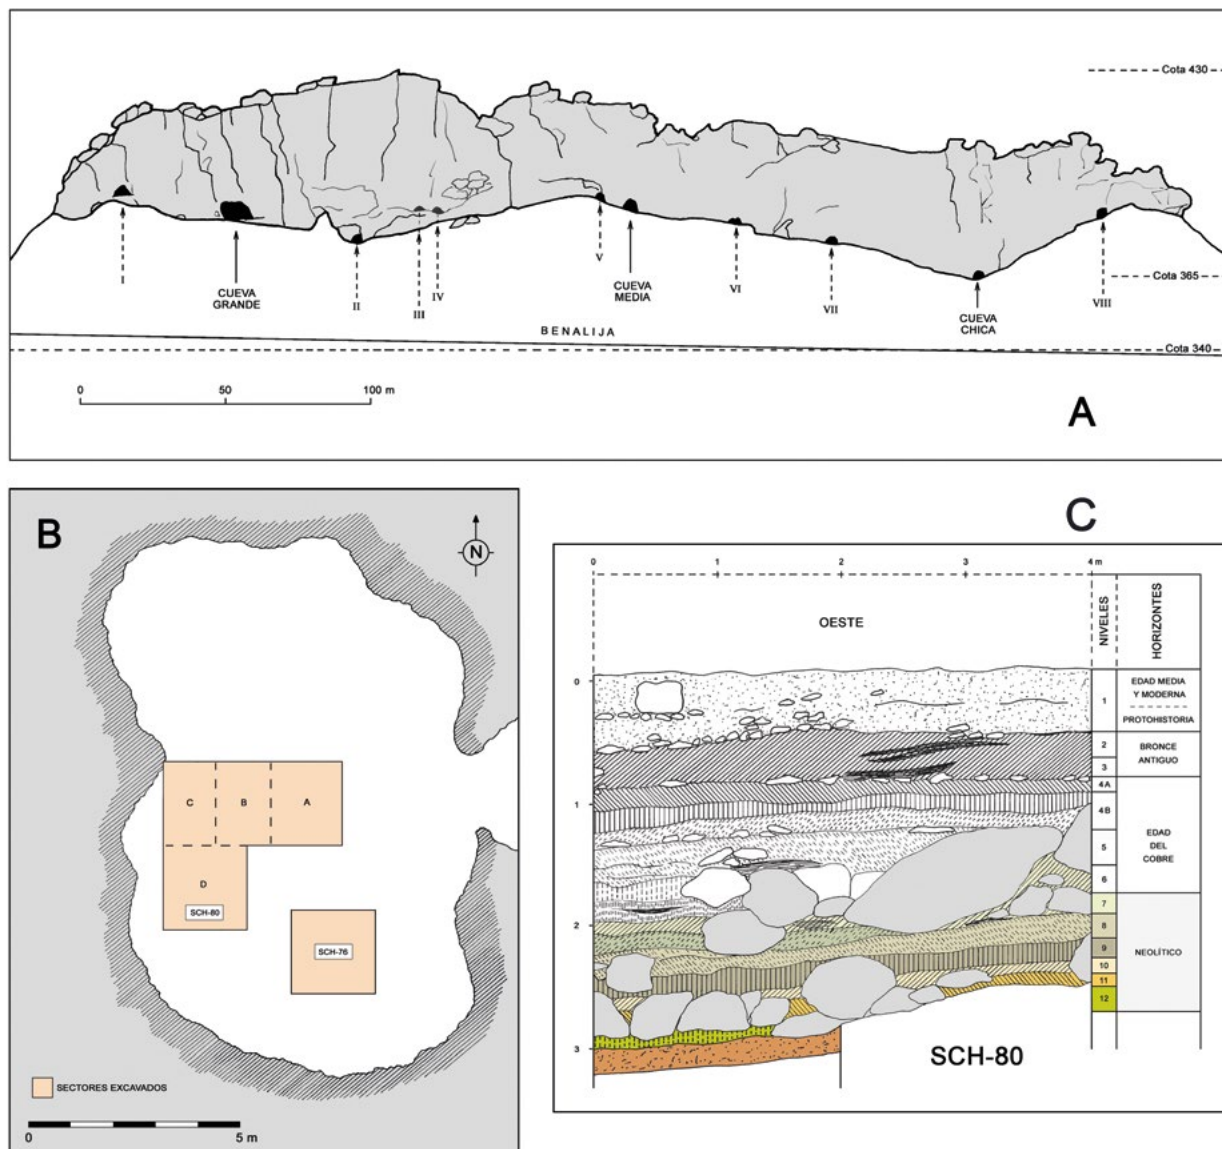 Cota 430
I
CUEVA
GRANDE
II
III
IV
V
CUEVA
MEDIA
VI
VII
CUEVA
CHICA
VIII
Cota 365
BENALIJA
Cota 340
0 50 100 m
A
B
N
C B A
D
SCH-80
SCH-76
SECTORES EXCAVADOS
0 5 m
C
0 1 2 3 4 m
OESTE
NIVELES
HORIZONTES
0
1
2
3
1
EDAD MEDIA
Y MODERNA
PROTOHISTORIA
2
3
BRONCE
ANTIGUO
4A
4B
5
6
EDAD
DEL
COBRE
7
8
9
10
11
12
NEOLÍTICO
SCH-80